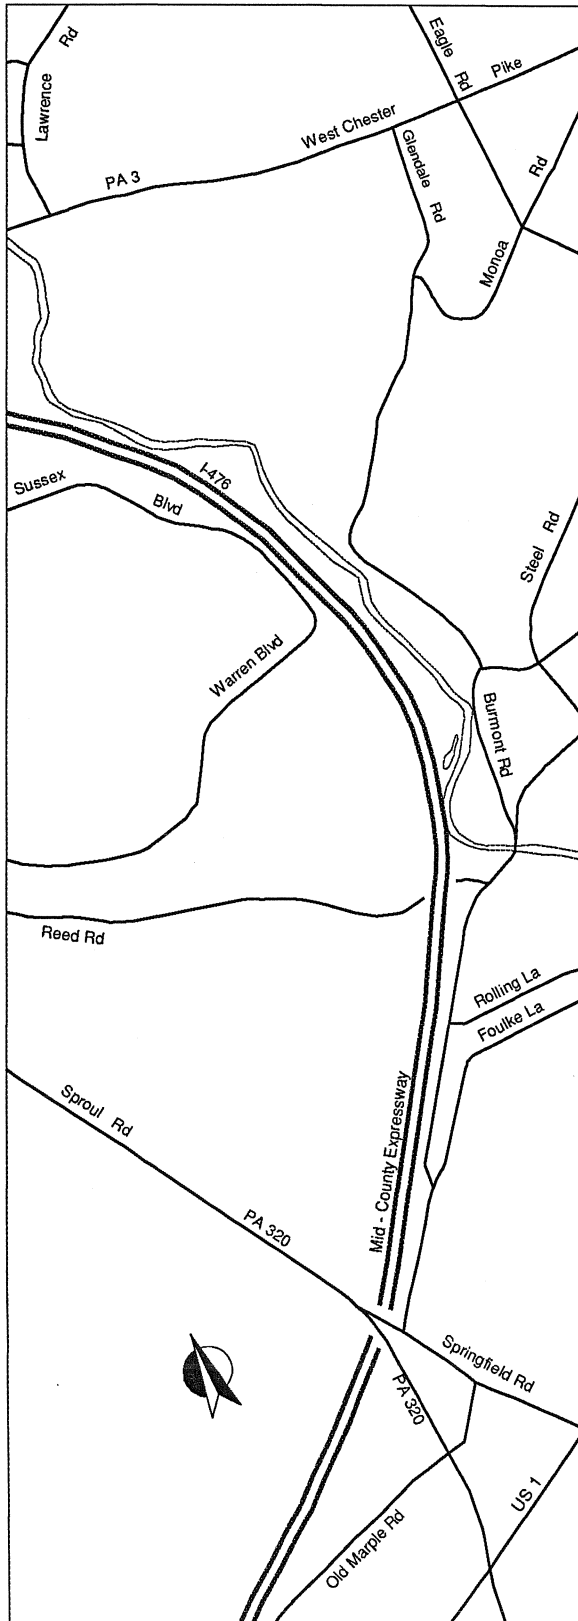 Eagle Rd
Rd
Lawrence
Pike
West Chester
Glendale Rd
PA 3
Rd
Monoa
I-476
Sussex
Blvd
Steel Rd
Warren Blvd
Burmont Rd
Reed Rd
Rolling La
Foulke La
Sproul Rd
Mid - County Expressway
PA 320
Springfield Rd
PA 320
US 1
Old Marple Rd